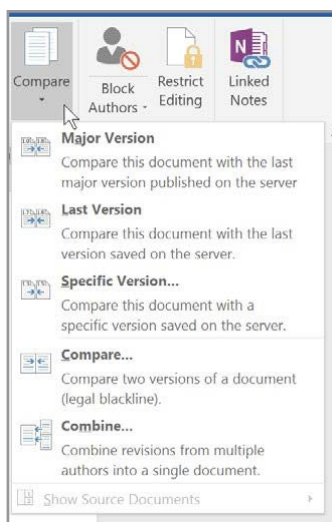 Compare
Block
Authors
Restrict
Editing
Linked
Notes
Major Version
Compare this document with the last
major version published on the server
Last Version
Compare this document with the last
version saved on the server.
Specific Version...
Compare this document with a
specific version saved on the server.
Compare...
Compare two versions of a document
(legal blackline).
Combine...
Combine revisions from multiple
authors into a single document.
Show Source Documents